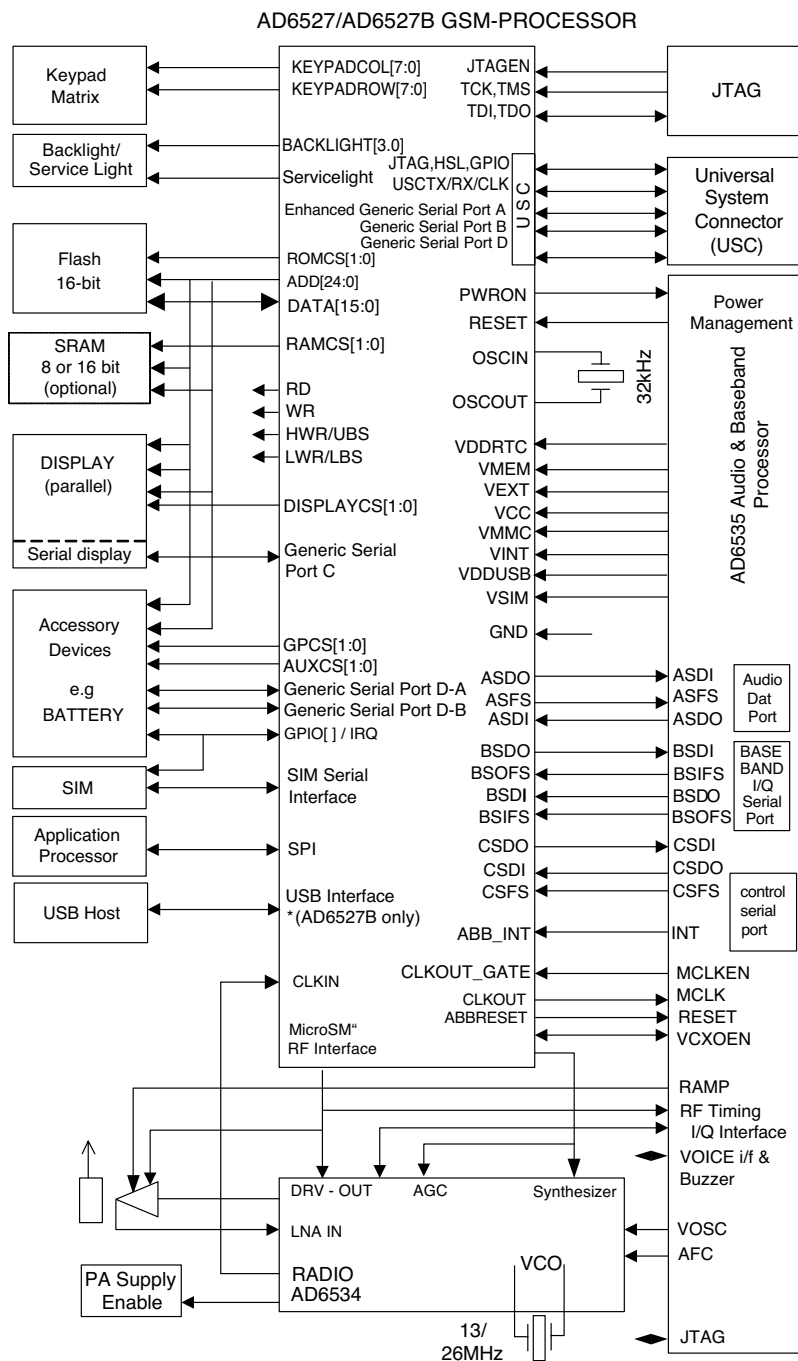 AD6527/AD6527B GSM-PROCESSOR
Keypad
Matrix
Backlight/
Service Light
Flash
16-bit
SRAM
8 or 16 bit
(optional)
DISPLAY
(parallel)
Serial display
Accessory
Devices
e.g
BATTERY
SIM
Application
Processor
USB Host
KEYPADCOL[7:0]
KEYPADROW[7:0]
BACKLIGHT[3.0]
Servicelight
ROMCS[1:0]
ADD[24:0]
DATA[15:0]
RAMCS[1:0]
RD
WR
HWR/UBS
LWR/LBS
DISPLAYCS[1:0]
Generic Serial
Port C
GPCS[1:0]
AUXCS[1:0]
Generic Serial Port D-A
Generic Serial Port D-B
GPIO[ ] / IRQ
SIM Serial
Interface
SPI
USB Interface
*(AD6527B only)
CLKIN
MicroSM“
RF Interface
JTAGEN
TCK,TMS
TDI,TDO
JTAG,HSL,GPIO
USCTX/RX/CLK
Enhanced Generic Serial Port A
Generic Serial Port B
Generic Serial Port D
USC
PWRON
RESET
OSCIN
OSCOUT
32kHz
VDDRTC
VMEM
VEXT
VCC
VMMC
VINT
VDDUSB
VSIM
GND
ASDO
ASFS
ASDI
BSDO
BSOFS
BSDI
BSIFS
CSDO
CSDI
CSFS
ABB_INT
CLKOUT_GATE
CLKOUT
ABBRESET
JTAG
Universal
System
Connector
(USC)
Power
Management
AD6535 Audio & Baseband
Processor
ASDI
ASFS
ASDO
Audio
Dat
Port
BSDI
BSIFS
BSDO
BSOFS
BASE
BAND
I/Q
Serial
Port
CSDI
CSDO
CSFS
control
serial
port
INT
MCLKEN
MCLK
RESET
VCXOEN
RAMP
RF Timing
I/Q Interface
VOICE i/f &
Buzzer
VOSC
AFC
JTAG
DRV - OUT
AGC
Synthesizer
LNA IN
RADIO
AD6534
VCO
PA Supply
Enable
13/
26MHz